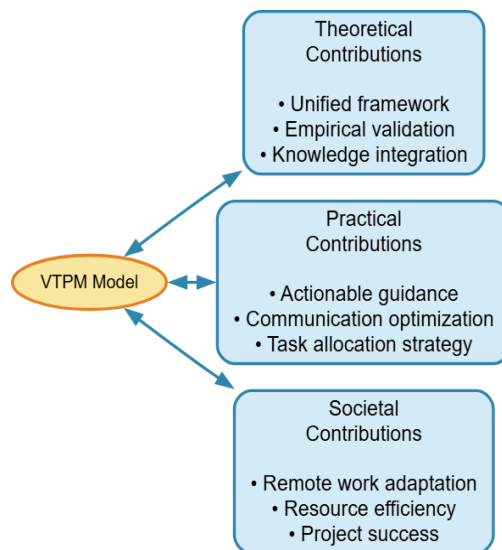 Theoretical
Contributions
• Unified framework
• Empirical validation
• Knowledge integration
VTPM Model
Practical
Contributions
• Actionable guidance
• Communication optimization
• Task allocation strategy
Societal
Contributions
• Remote work adaptation
• Resource efficiency
• Project success